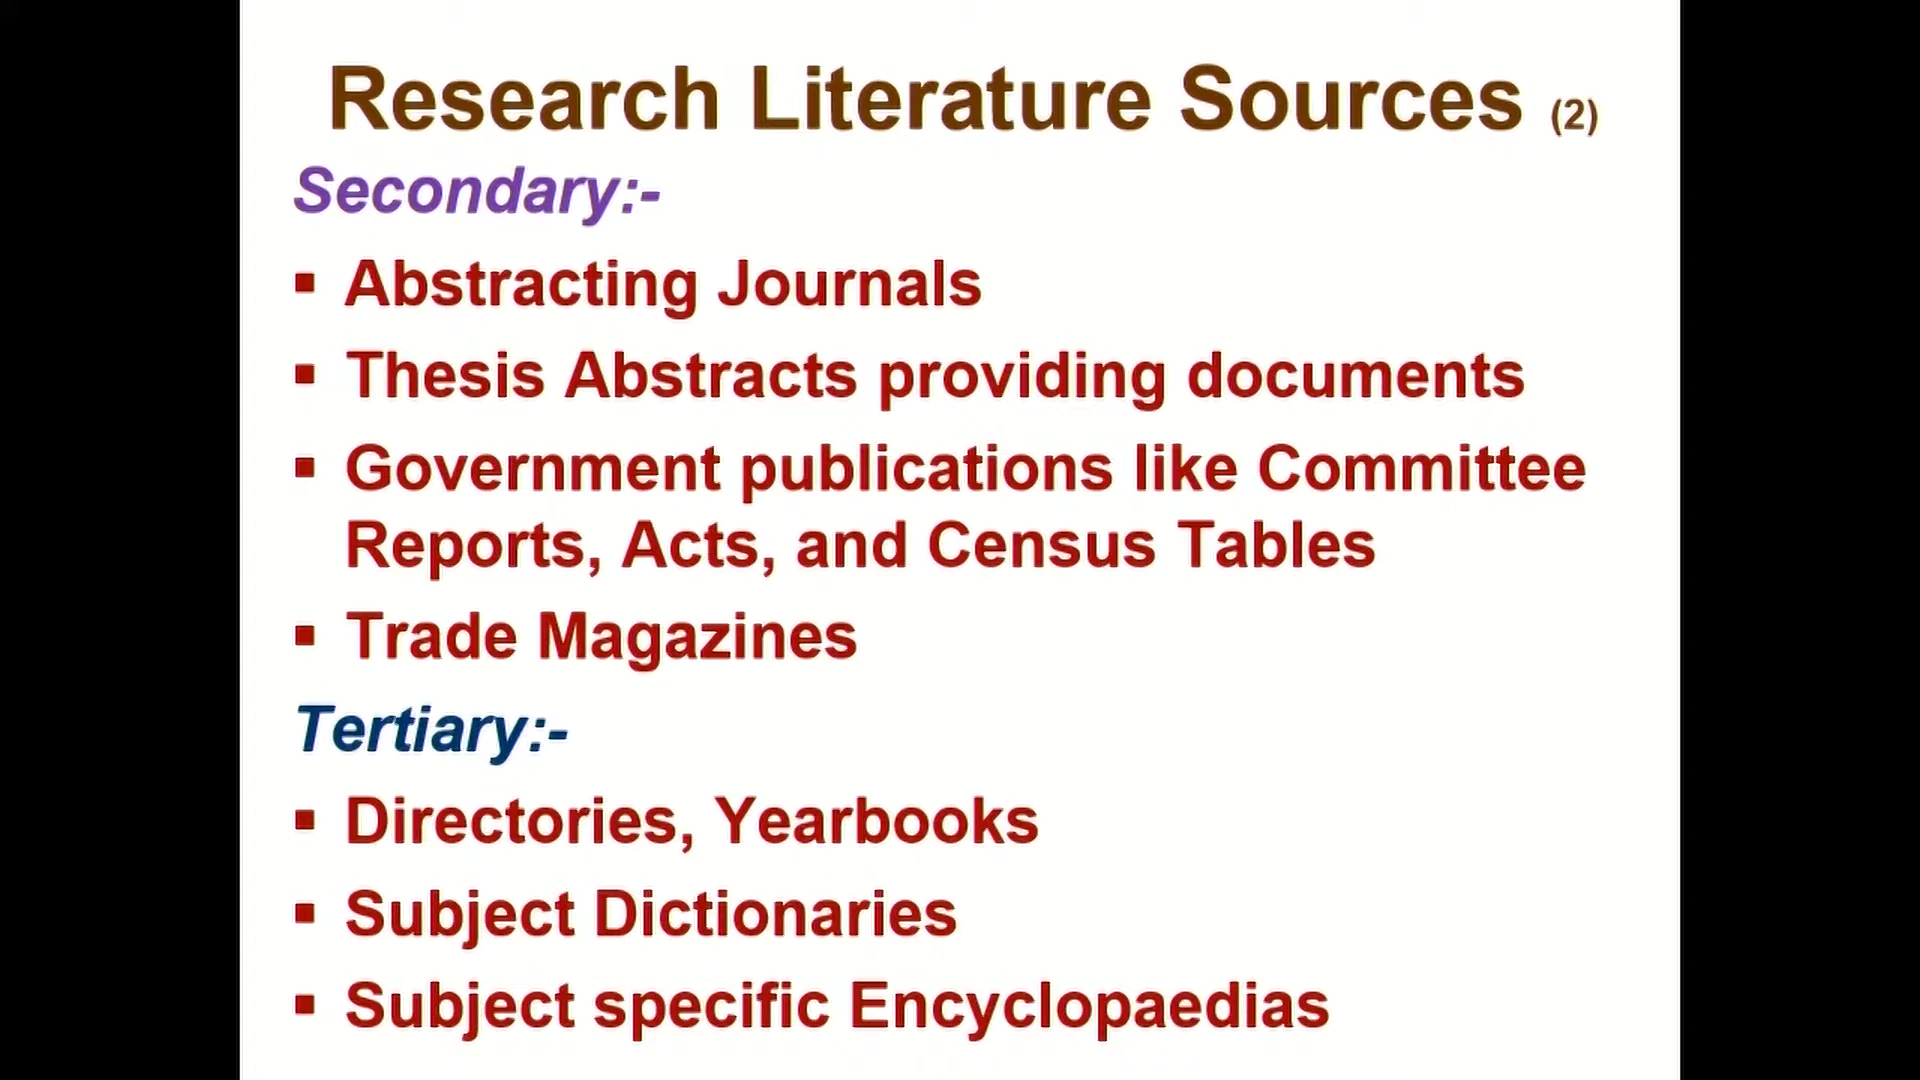 Research Literature Sources (2)
Secondary:-
▪ Abstracting Journals
▪ Thesis Abstracts providing documents
▪ Government publications like Committee
Reports, Acts, and Census Tables
▪ Trade Magazines
Tertiary:-
▪ Directories, Yearbooks
▪ Subject Dictionaries
▪ Subject specific Encyclopaedias